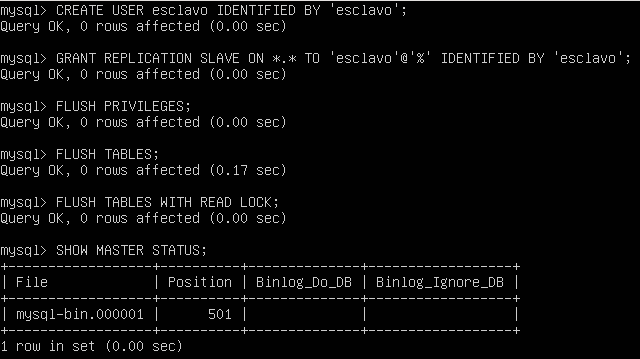 mysql> CREATE USER esclavo IDENTIFIED BY 'esclavo';
Query OK, 0 rows affected (0.00 sec)
mysql> GRANT REPLICATION SLAVE ON *.* TO 'esclavo'@'%' IDENTIFIED BY 'esclavo';
Query OK, 0 rows affected (0.00 sec)
mysql> FLUSH PRIVILEGES;
Query OK, 0 rows affected (0.00 sec)
mysql> FLUSH TABLES;
Query OK, 0 rows affected (0.17 sec)
mysql> FLUSH TABLES WITH READ LOCK;
Query OK, 0 rows affected (0.00 sec)
mysql> SHOW MASTER STATUS;
+------------------+----------+--------------+------------------+
| File             | Position | Binlog_Do_DB | Binlog_Ignore_DB |
+------------------+----------+--------------+------------------+
| mysql-bin.000001 |      501 |              |                  |
+------------------+----------+--------------+------------------+
1 row in set (0.00 sec)